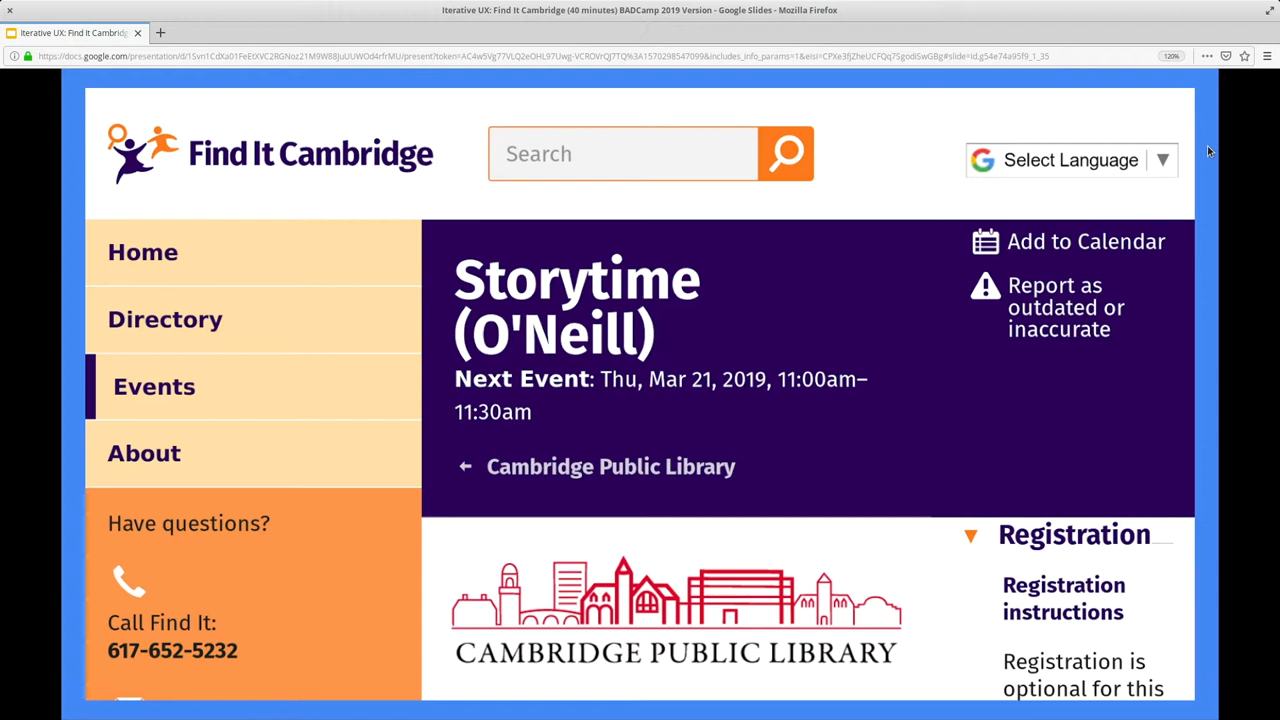 Iterative UX: Find It Cambridge (40 minutes) BADCamp 2019 Version - Google Slides - Mozilla Firefox
Iterative UX: Find It Cambridg
120%
Find It Cambridge
Search
Select Language
Home
Directory
Events
About
Have questions?
Call Find It:
617-652-5232
Storytime
(O'Neill)
Next Event: Thu, Mar 21, 2019, 11:00am–
11:30am
Cambridge Public Library
Add to Calendar
Report as
outdated or
inaccurate
CAMBRIDGE PUBLIC LIBRARY
Registration
Registration
instructions
Registration is
optional for this